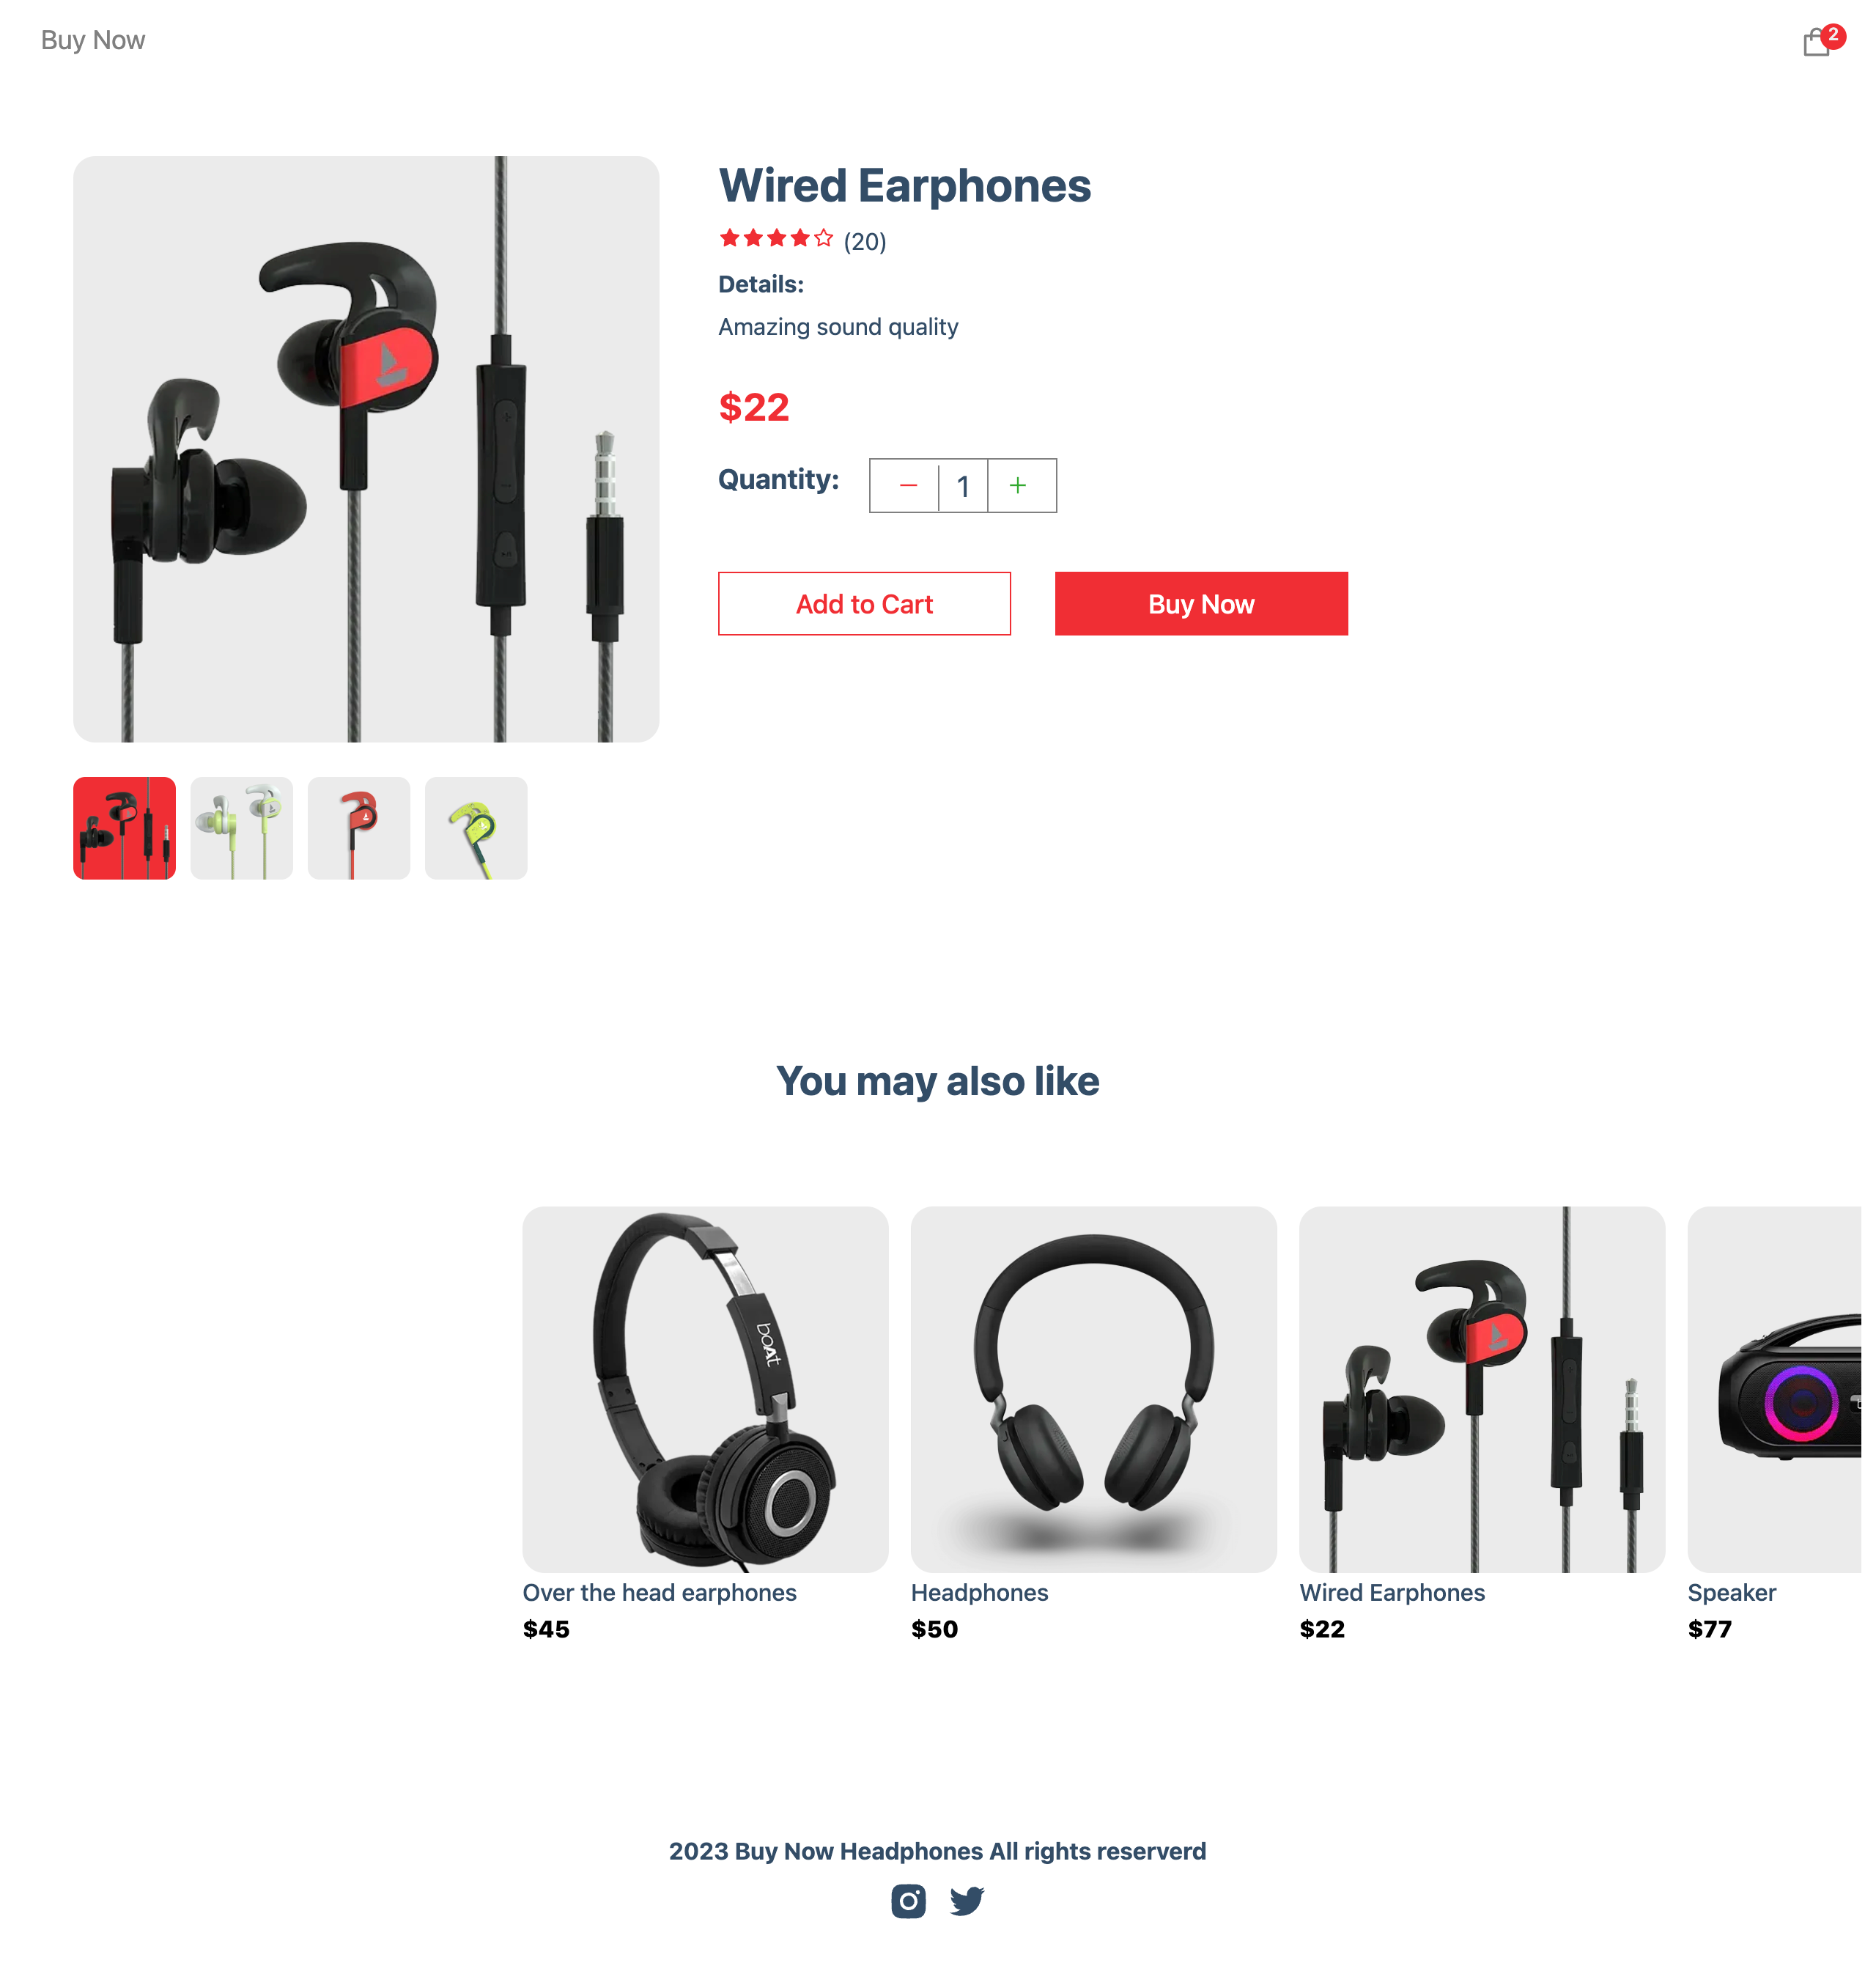 Buy Now
2
Wired Earphones
(20)
Details:
Amazing sound quality
$22
Quantity:
− 1 +
Add to Cart
Buy Now
You may also like
boAt
Over the head earphones
$45
Headphones
$50
Wired Earphones
$22
Speaker
$77
2023 Buy Now Headphones All rights reserverd